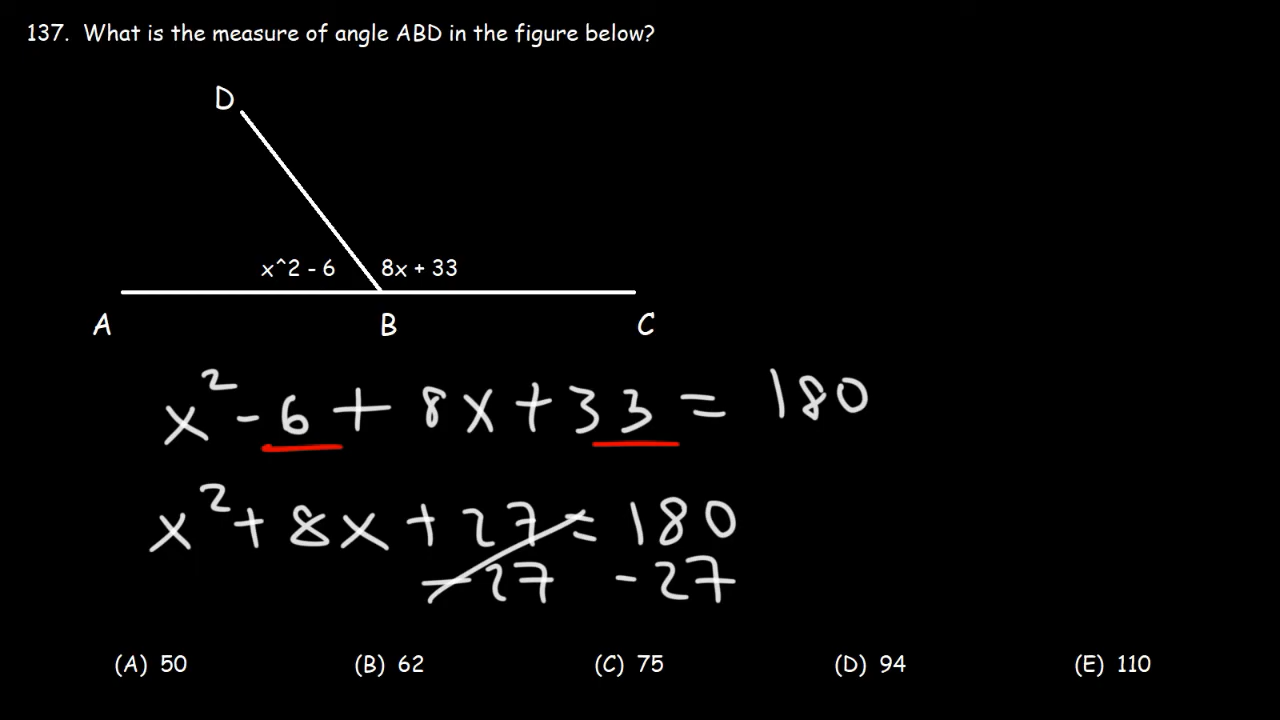 137. What is the measure of angle ABD in the figure below?
D
x^2 - 6 8x + 33
A B C
x² - 6 + 8x + 33 = 180
x² + 8x + 27 = 180
- 27 - 27
(A) 50 (B) 62 (C) 75 (D) 94 (E) 110